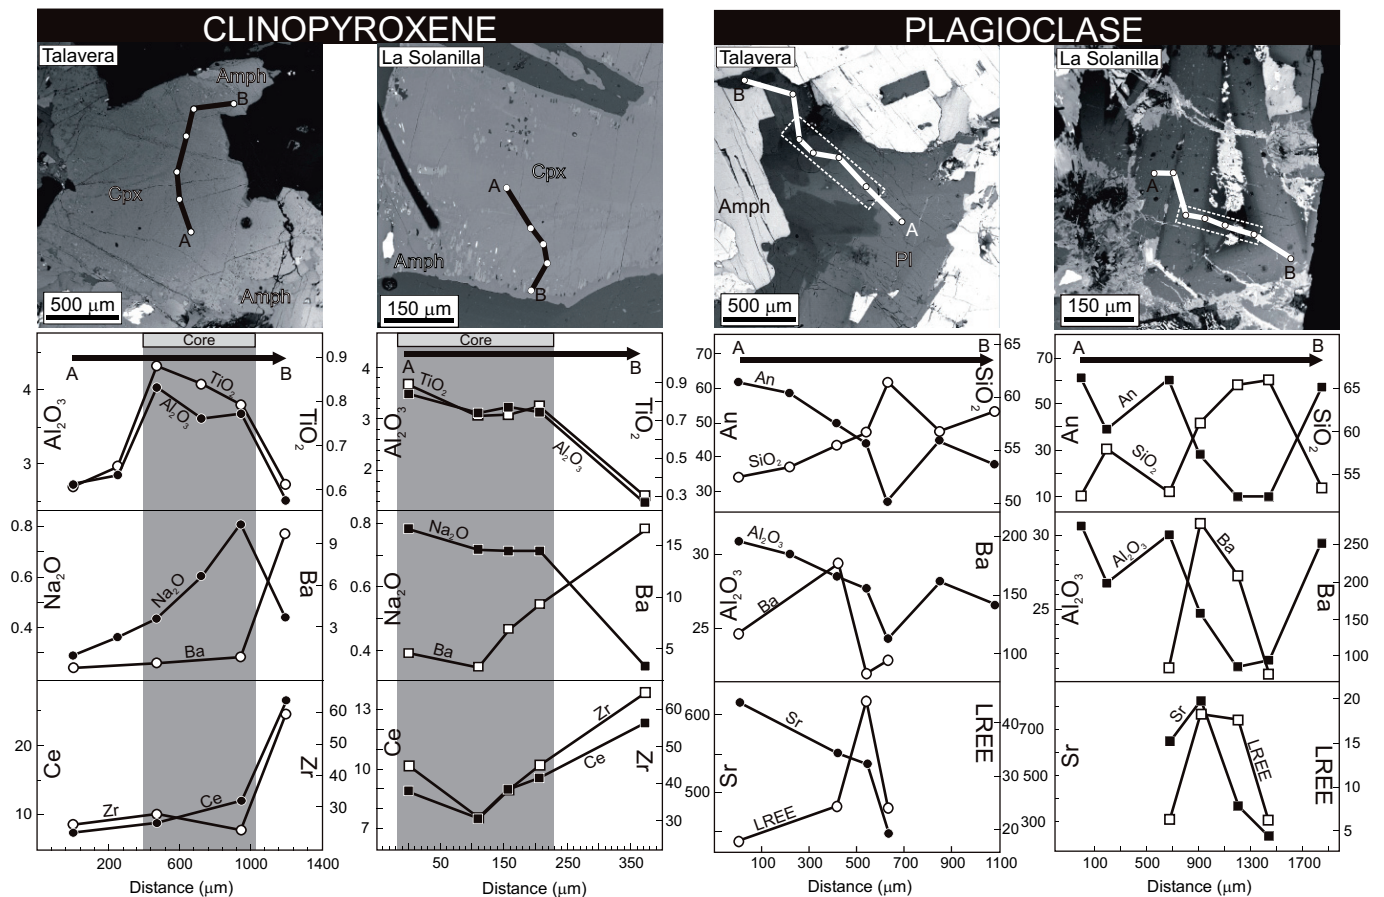 CLINOPYROXENE
PLAGIOCLASE
Talavera
La Solanilla
Talavera
La Solanilla
Amph
B
Cpx
A
Amph
500 μm
A
Cpx
B
Amph
150 μm
B
Amph
A
Pl
500 μm
A
B
150 μm
Core
A
B
TiO2
Al2O3
Al2O3
4
3
TiO2
0.9
0.8
0.7
0.6
Na2O
Ba
Na2O
0.8
0.6
0.4
Ba
9
6
3
Zr
Ce
Ce
20
10
Zr
60
50
40
30
200
600
1000
1400
Distance (μm)
Core
A
B
TiO2
Al2O3
Al2O3
4
3
2
TiO2
0.9
0.7
0.5
0.3
Na2O
Ba
Na2O
0.8
0.6
0.4
Ba
15
10
5
Zr
Ce
Ce
13
10
7
Zr
60
50
40
30
50
150
250
350
Distance (μm)
A
B
An
SiO2
An
70
60
50
40
30
SiO2
65
60
55
50
Al2O3
Ba
Al2O3
30
25
Ba
200
150
100
Sr
LREE
Sr
600
500
LREE
40
30
20
100
300
500
700
900
1100
Distance (μm)
A
B
An
SiO2
An
70
60
50
30
10
SiO2
65
60
55
Al2O3
Ba
Al2O3
30
25
Ba
250
200
150
100
Sr
LREE
Sr
700
500
300
LREE
20
15
10
5
100
500
900
1300
1700
Distance (μm)